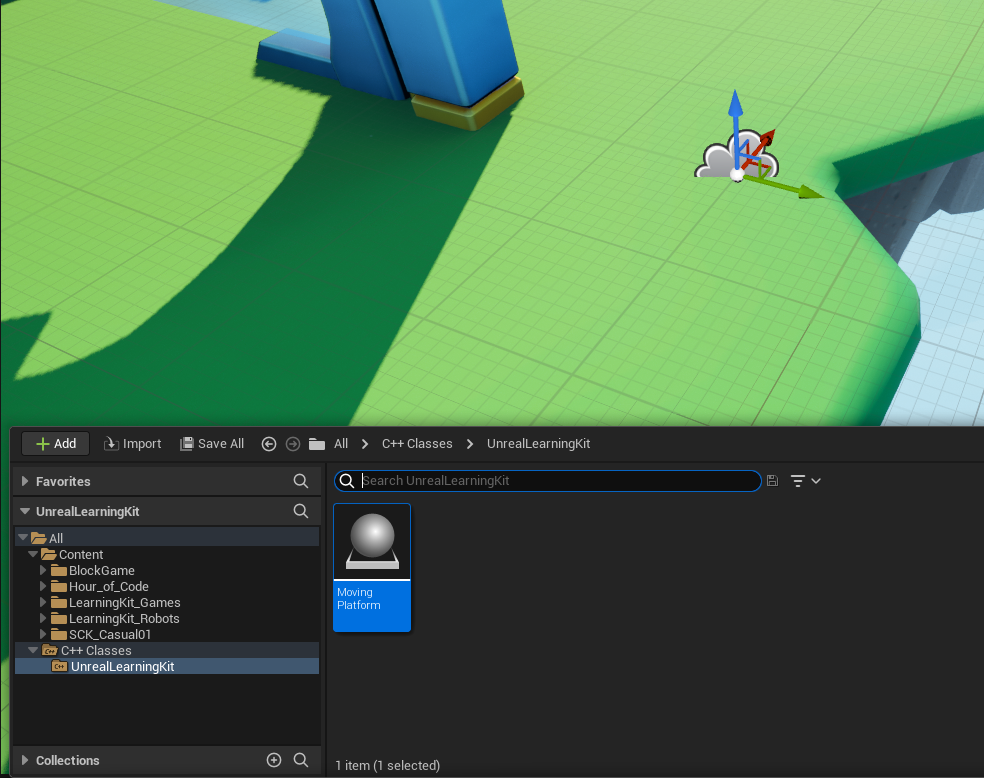 Add
Import
Save All
All
C++ Classes
UnrealLearningKit
Favorites
UnrealLearningKit
All
Content
BlockGame
Hour_of_Code
LearningKit_Games
LearningKit_Robots
SCK_Casual01
C++ Classes
C++ UnrealLearningKit
Collections
Search UnrealLearningKit
Moving
Platform
1 item (1 selected)